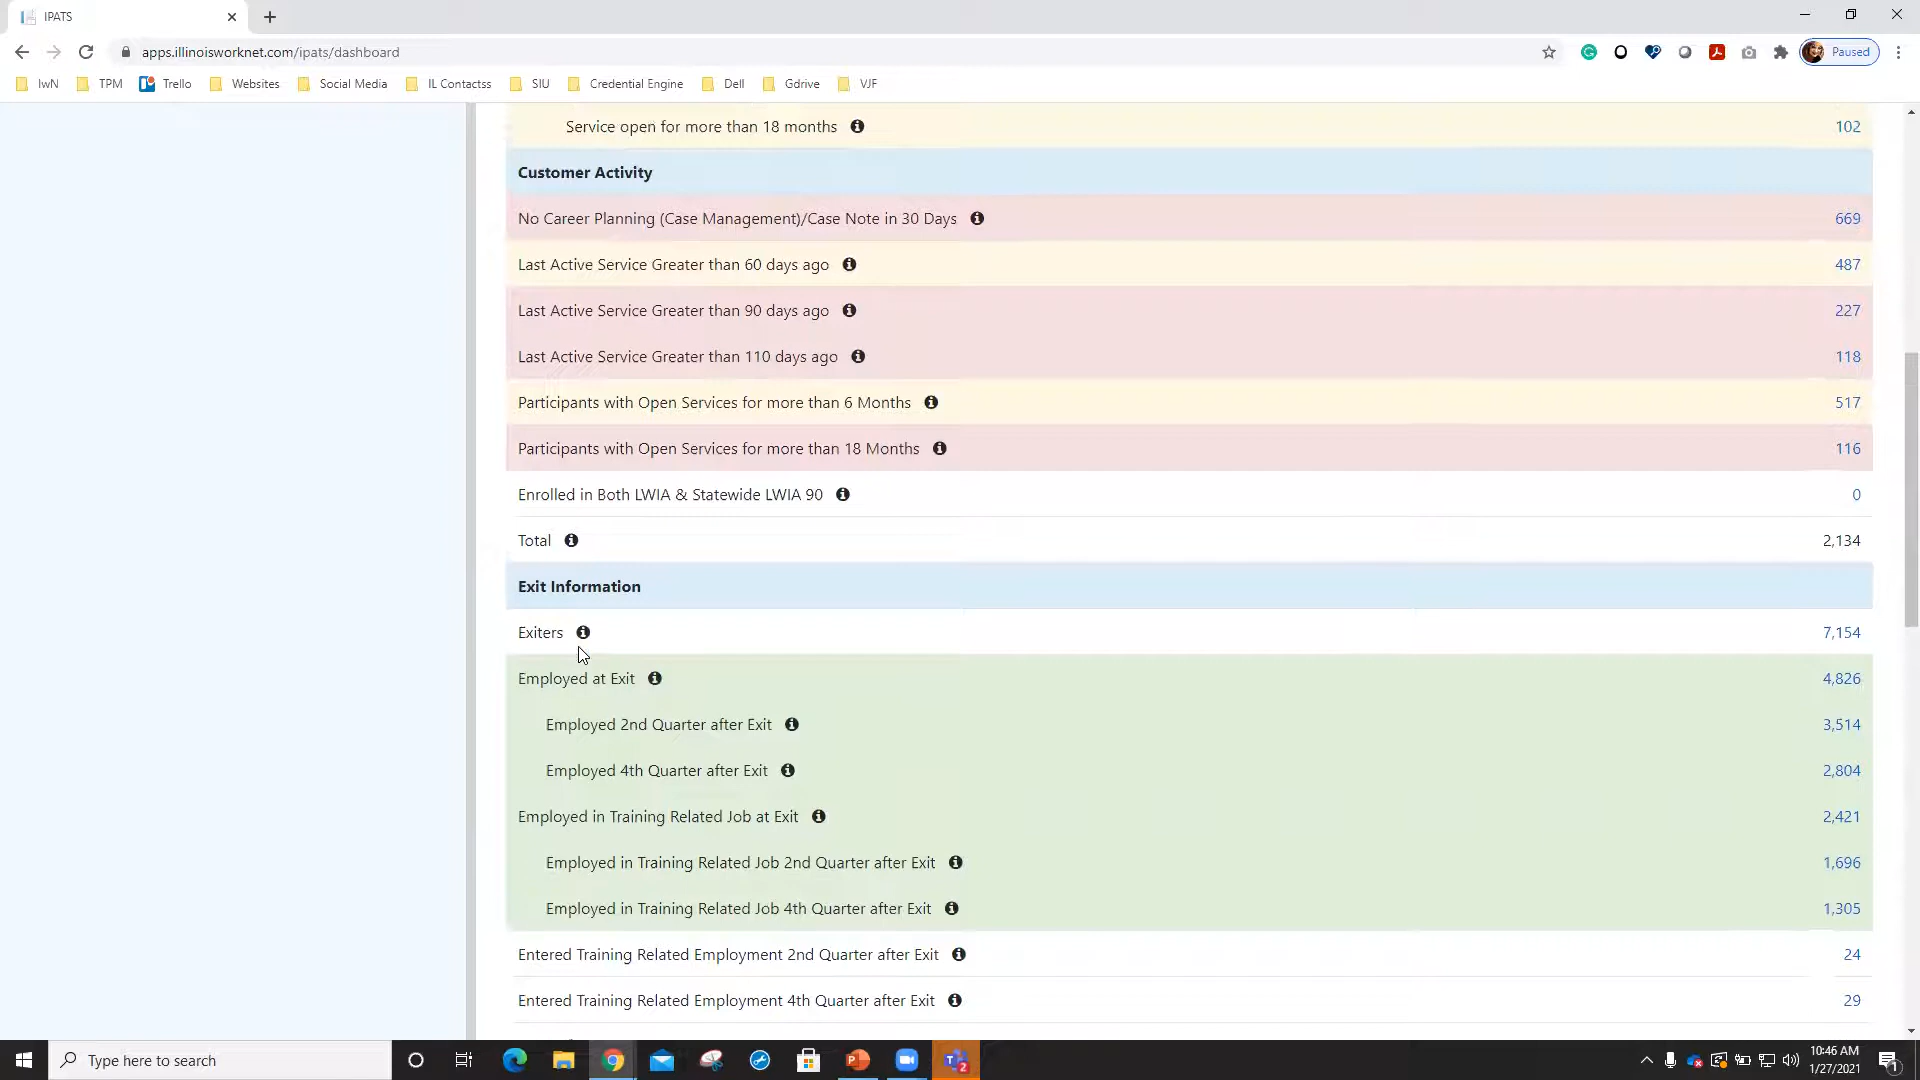 IPATS
apps.illinoisworknet.com/ipats/dashboard
Paused
IwN TPM Trello Websites Social Media IL Contactss SIU Credential Engine Dell Gdrive VJF
Service open for more than 18 months 102
Customer Activity
No Career Planning (Case Management)/Case Note in 30 Days 669
Last Active Service Greater than 60 days ago 487
Last Active Service Greater than 90 days ago 227
Last Active Service Greater than 110 days ago 118
Participants with Open Services for more than 6 Months 517
Participants with Open Services for more than 18 Months 116
Enrolled in Both LWIA & Statewide LWIA 90 0
Total 2,134
Exit Information
Exiters 7,154
Employed at Exit 4,826
Employed 2nd Quarter after Exit 3,514
Employed 4th Quarter after Exit 2,804
Employed in Training Related Job at Exit 2,421
Employed in Training Related Job 2nd Quarter after Exit 1,696
Employed in Training Related Job 4th Quarter after Exit 1,305
Entered Training Related Employment 2nd Quarter after Exit 24
Entered Training Related Employment 4th Quarter after Exit 29
Type here to search
10:46 AM
1/27/2021